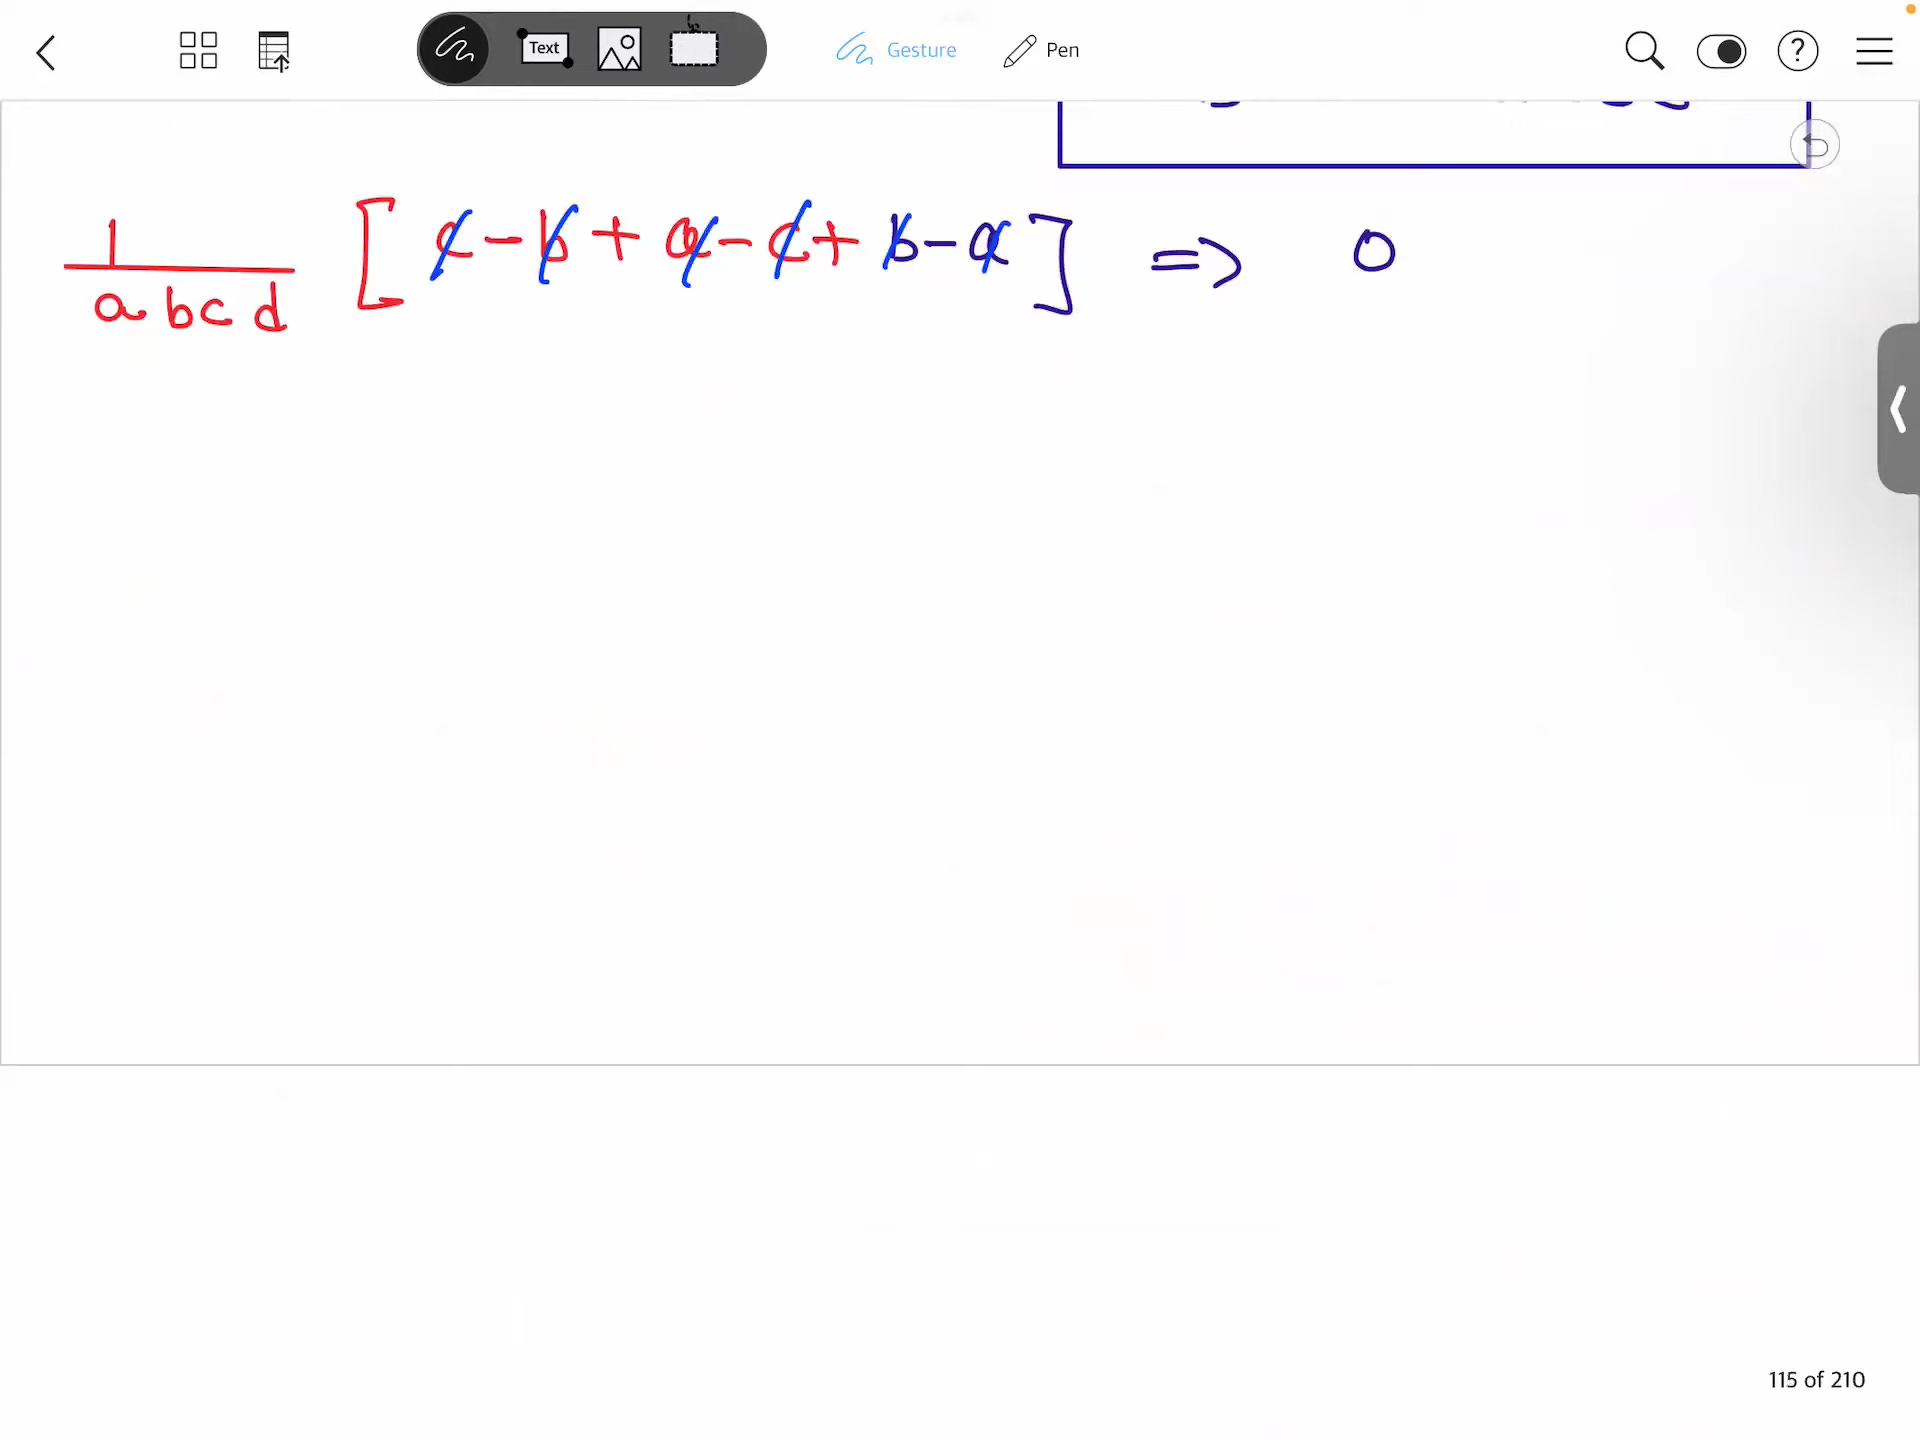 Text Gesture Pen ?
1/abcd [c - b + a - c + b - a] => 0
115 of 210